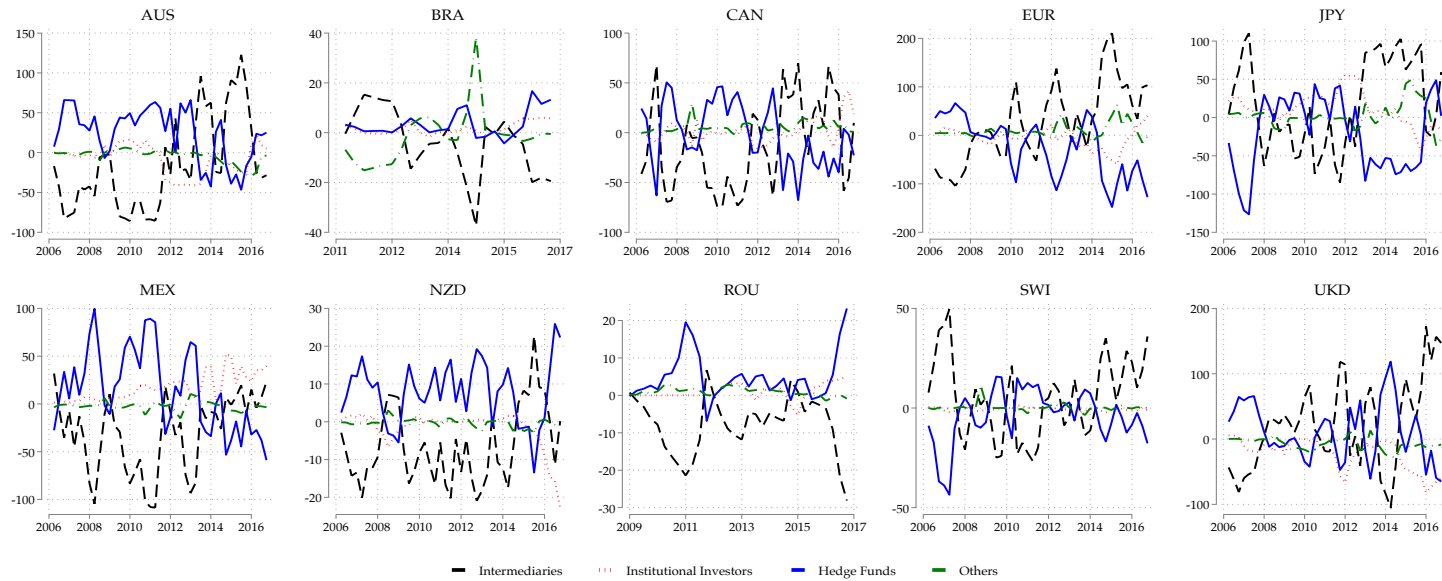 AUS
150
100
50
0
-50
-100
2006 2008 2010 2012 2014 2016
BRA
40
20
0
-20
-40
2011 2012 2014 2015 2017
CAN
100
50
0
-50
-100
2006 2008 2010 2012 2014 2016
EUR
200
100
0
-100
-200
2006 2008 2010 2012 2014 2016
JPY
100
50
0
-50
-100
-150
2006 2008 2010 2012 2014 2016
MEX
100
50
0
-50
-100
2006 2008 2010 2012 2014 2016
NZD
30
20
10
0
-10
-20
2006 2008 2010 2012 2014 2016
ROU
20
10
0
-10
-20
-30
2009 2011 2013 2015 2017
SWI
50
0
-50
2006 2008 2010 2012 2014 2016
UKD
200
100
0
-100
2006 2008 2010 2012 2014 2016
Intermediaries Institutional Investors Hedge Funds Others